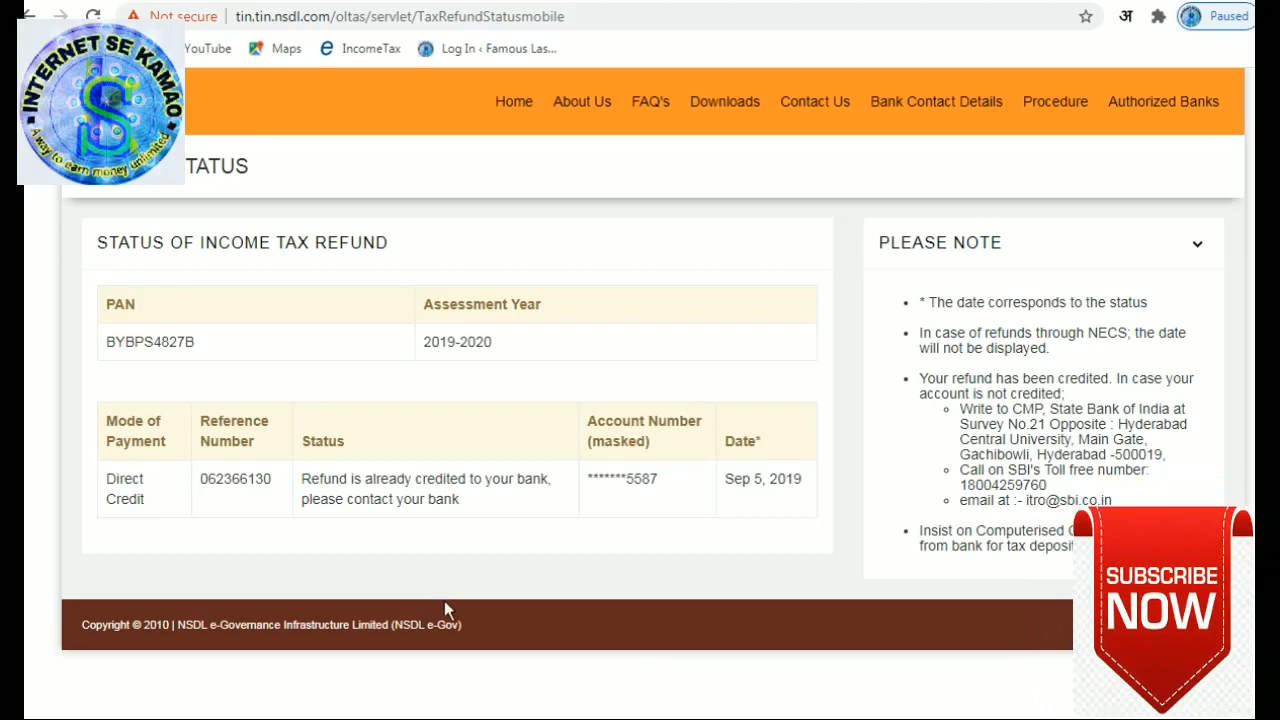 Not secure tin.tin.nsdl.com/oltas/servlet/TaxRefundStatusmobile अ Paused
YouTube Maps IncomeTax Log In ‹ Famous Las...
INTERNET SE KAMAO
A way to earn money unlimited
Home About Us FAQ's Downloads Contact Us Bank Contact Details Procedure Authorized Banks
TATUS
STATUS OF INCOME TAX REFUND
PAN Assessment Year
BYBPS4827B 2019-2020
Mode of Payment Reference Number Status Account Number (masked) Date*
Direct Credit 062366130 Refund is already credited to your bank, please contact your bank *******5587 Sep 5, 2019
PLEASE NOTE
* The date corresponds to the status
In case of refunds through NECS; the date
will not be displayed.
Your refund has been credited. In case your
account is not credited;
Write to CMP, State Bank of India at
Survey No.21 Opposite : Hyderabad
Central University, Main Gate,
Gachibowli, Hyderabad -500019,
Call on SBI's Toll free number:
18004259760
email at :- itro@sbi.co.in
Insist on Computerised
from bank for tax deposit
SUBSCRIBE
NOW
Copyright © 2010 | NSDL e-Governance Infrastructure Limited (NSDL e-Gov)